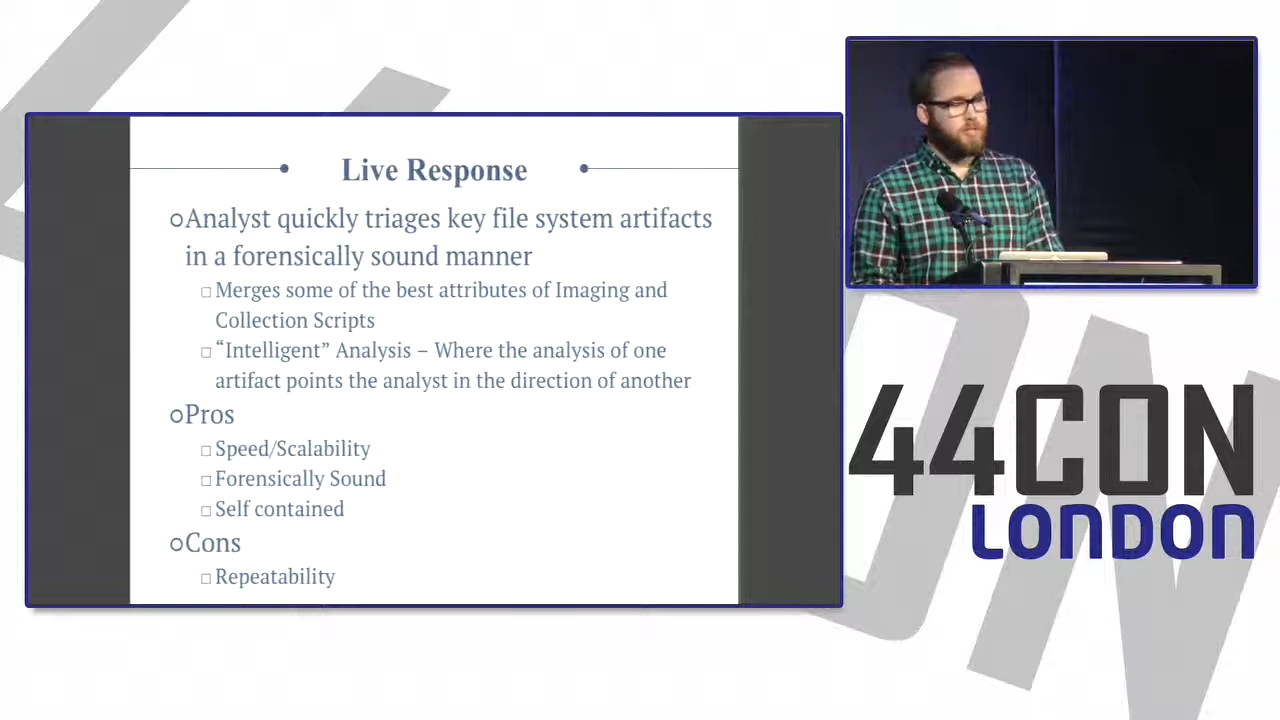 Live Response
Analyst quickly triages key file system artifacts
in a forensically sound manner
Merges some of the best attributes of Imaging and
Collection Scripts
“Intelligent” Analysis – Where the analysis of one
artifact points the analyst in the direction of another
Pros
Speed/Scalability
Forensically Sound
Self contained
Cons
Repeatability
44CON
LONDON